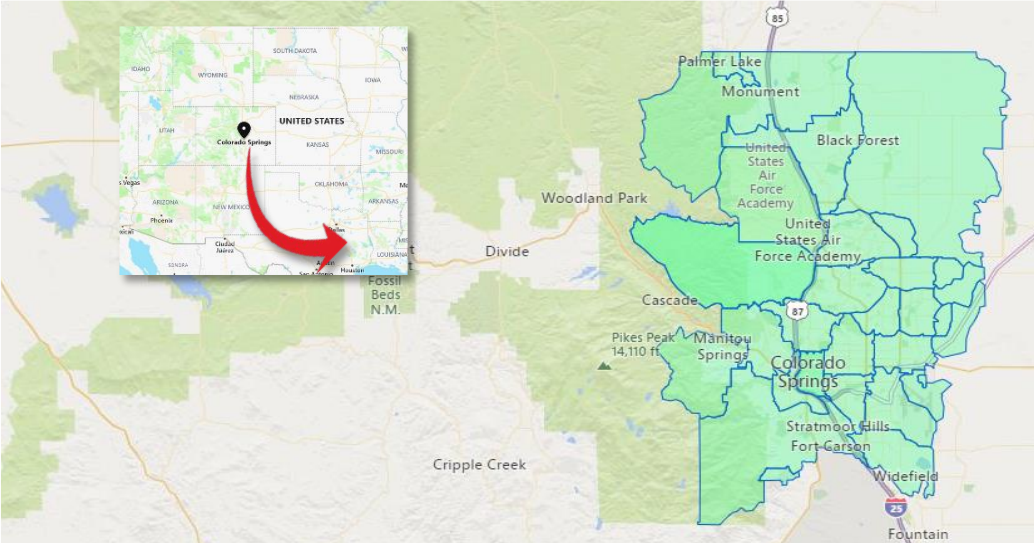 85
Palmer Lake
Monument
Black Forest
United
States
Air
Force
Academy
Woodland Park
United
States Air
Force Academy
Divide
Fossil
Beds
N.M.
Cascade
87
Pikes Peak
14,110 ft
Manitou
Springs
Colorado
Springs
Stratmoor Hills
Fort Carson
Cripple Creek
Widefield
25
Fountain
SOUTH DAKOTA
IDAHO
WYOMING
IOWA
NEBRASKA
UNITED STATES
UTAH
Colorado Springs
KANSAS
MISSOURI
s Vegas
OKLAHOMA
ARIZONA
NEW MEXICO
ARKANSAS
Phoenix
Ciudad
Juárez
LOUISIANA
SONORA
Houston
San Antonio